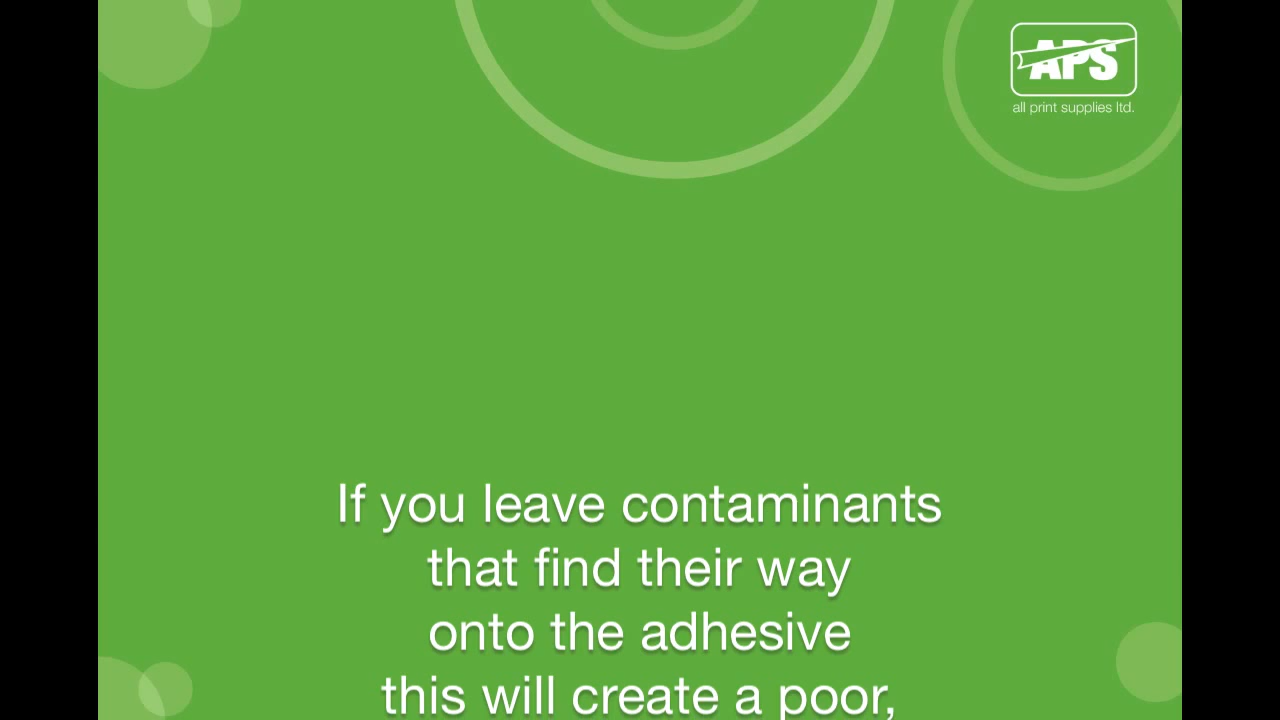 APS
all print supplies ltd.
If you leave contaminants
that find their way
onto the adhesive
this will create a poor,